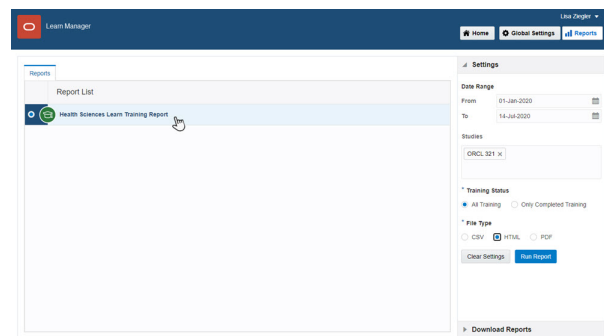 Lisa Ziegler
Learn Manager
Home
Global Settings
Reports
Reports
Report List
Health Sciences Learn Training Report
Settings
Date Range
From 01-Jan-2020
To 14-Jul-2020
Studies
ORCL 321 ×
* Training Status
All Training Only Completed Training
* File Type
CSV HTML PDF
Clear Settings Run Report
Download Reports